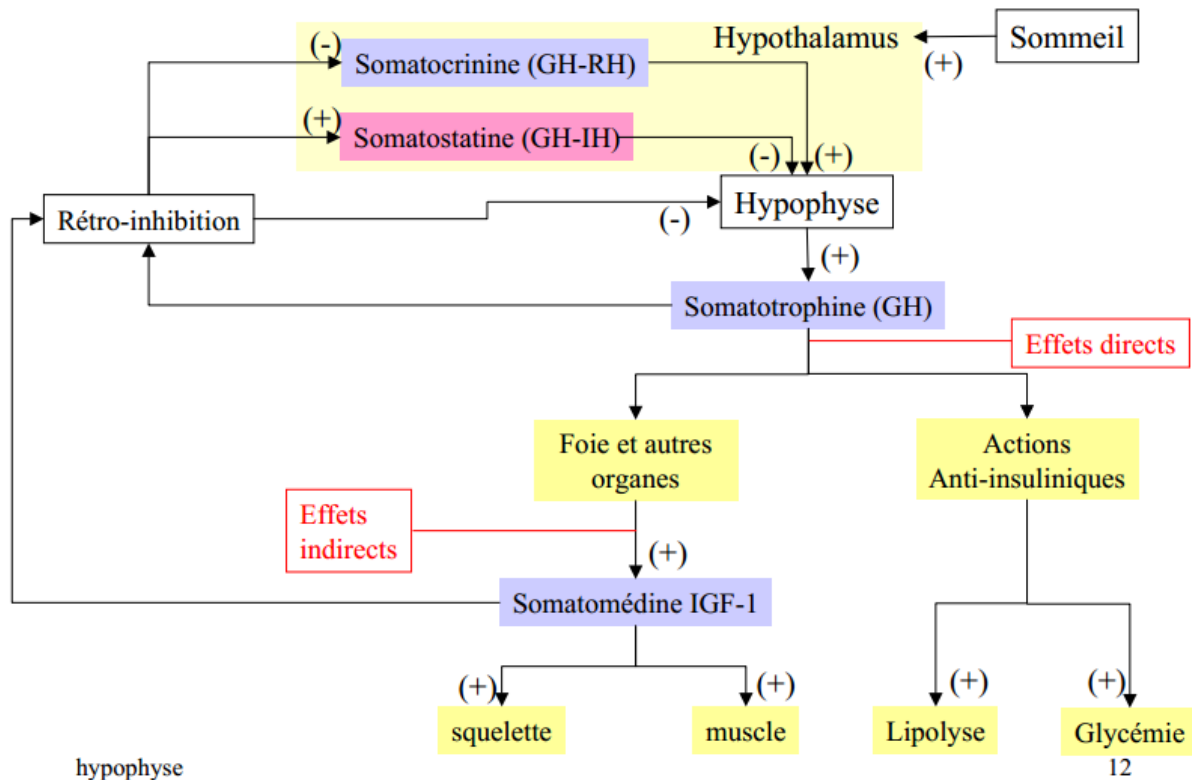 Hypothalamus
Sommeil
(-)
Somatocrinine (GH-RH)
(+)
(+)
Somatostatine (GH-IH)
(-)
(+)
Rétro-inhibition
Hypophyse
(-)
(+)
Somatotrophine (GH)
Effets directs
Foie et autres
organes
Actions
Anti-insuliniques
Effets
indirects
(+)
Somatomédine IGF-1
(+)
(+)
(+)
(+)
squelette
muscle
Lipolyse
Glycémie
hypophyse
12